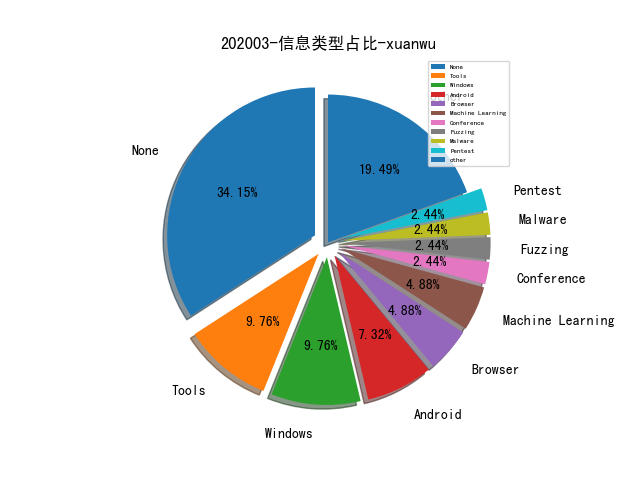 202003-信息类型占比-xuanwu
None
Tools
Windows
Android
Browser
Machine Learning
Conference
Fuzzing
Malware
Pentest
other
None
34.15%
19.49%
Pentest
2.44%
Malware
2.44%
Fuzzing
2.44%
Conference
2.44%
Machine Learning
4.88%
Browser
4.88%
Android
7.32%
Windows
9.76%
Tools
9.76%